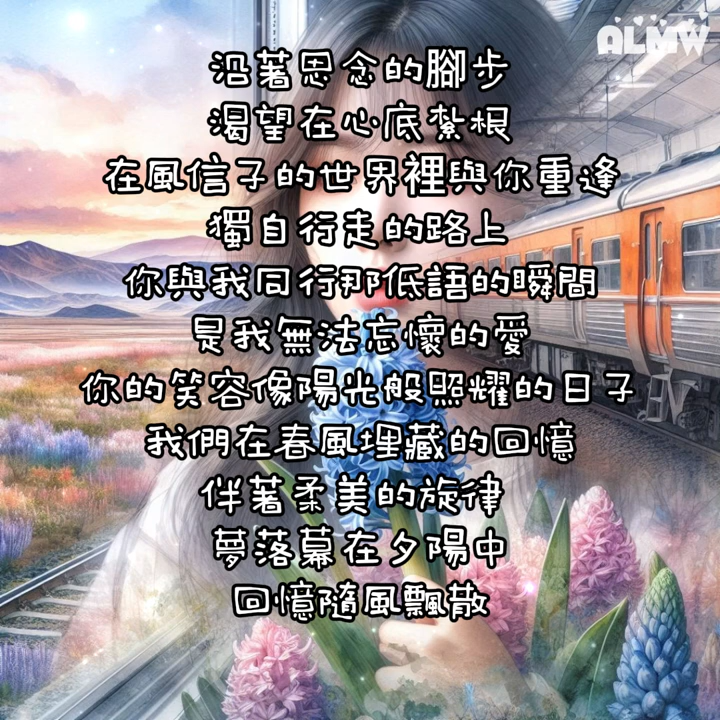 ALMW
沿著思念的腳步
渴望在心底紮根
在風信子的世界裡與你重逢
獨自行走的路上
你與我同行那低語的瞬間
是我無法忘懷的愛
你的笑容像陽光般照耀的日子
我們在春風埋藏的回憶
伴著柔美的旋律
夢落幕在夕陽中
回憶隨風飄散